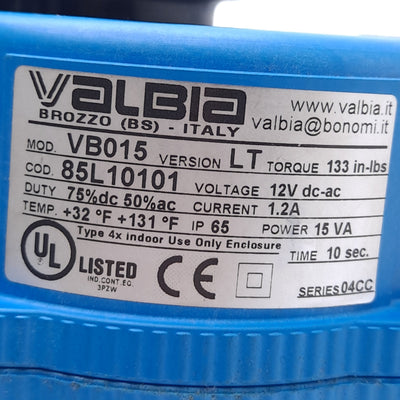 VALBIA
BROZZO (BS) - ITALY
www.valbia.it
valbia@bonomi.it
MOD. VB015 VERSION LT TORQUE 133 in-lbs
COD. 85L10101 VOLTAGE 12V dc-ac
DUTY 75%dc 50%ac CURRENT 1.2A
TEMP. +32 °F +131 °F IP 65 POWER 15 VA
Type 4x indoor Use Only Enclosure
TIME 10 sec.
UL
LISTED
IND.CONT.EQ.
3PZW
CE
SERIES 04CC